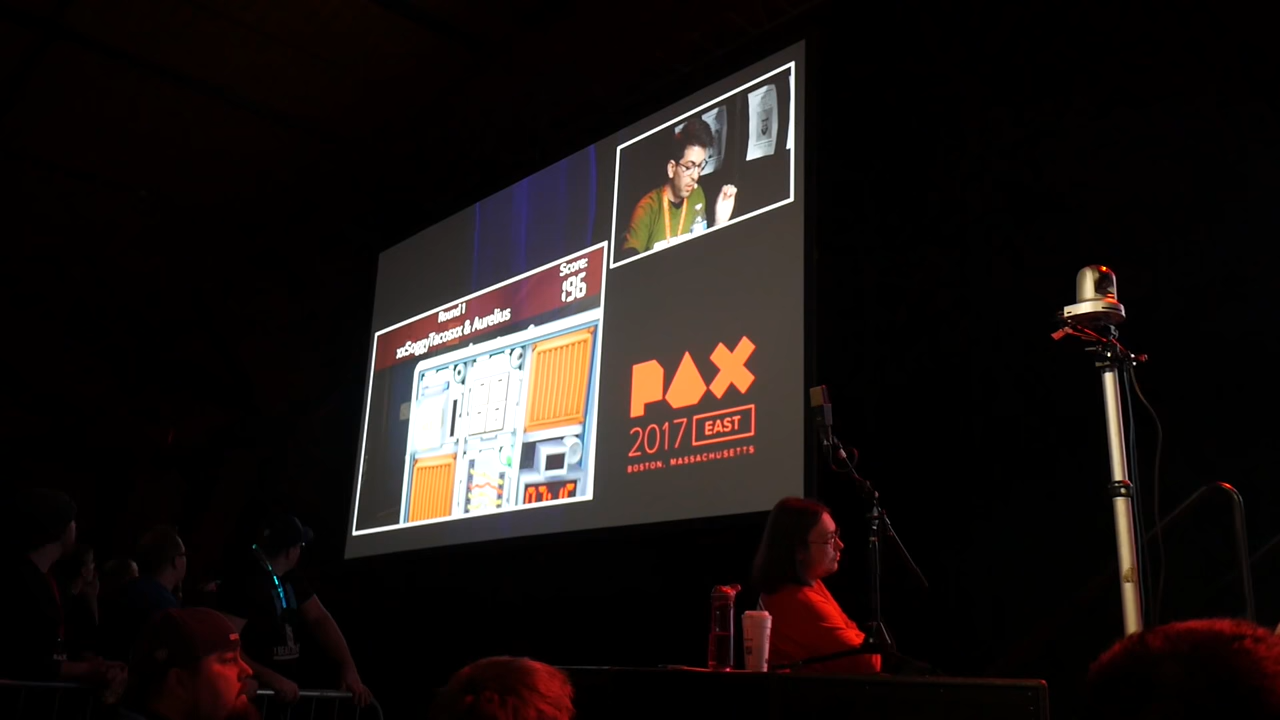 Score:
196
Round 1
xxSoggyTacosxx & Aurelius
PAX
2017 EAST
BOSTON, MASSACHUSETTS